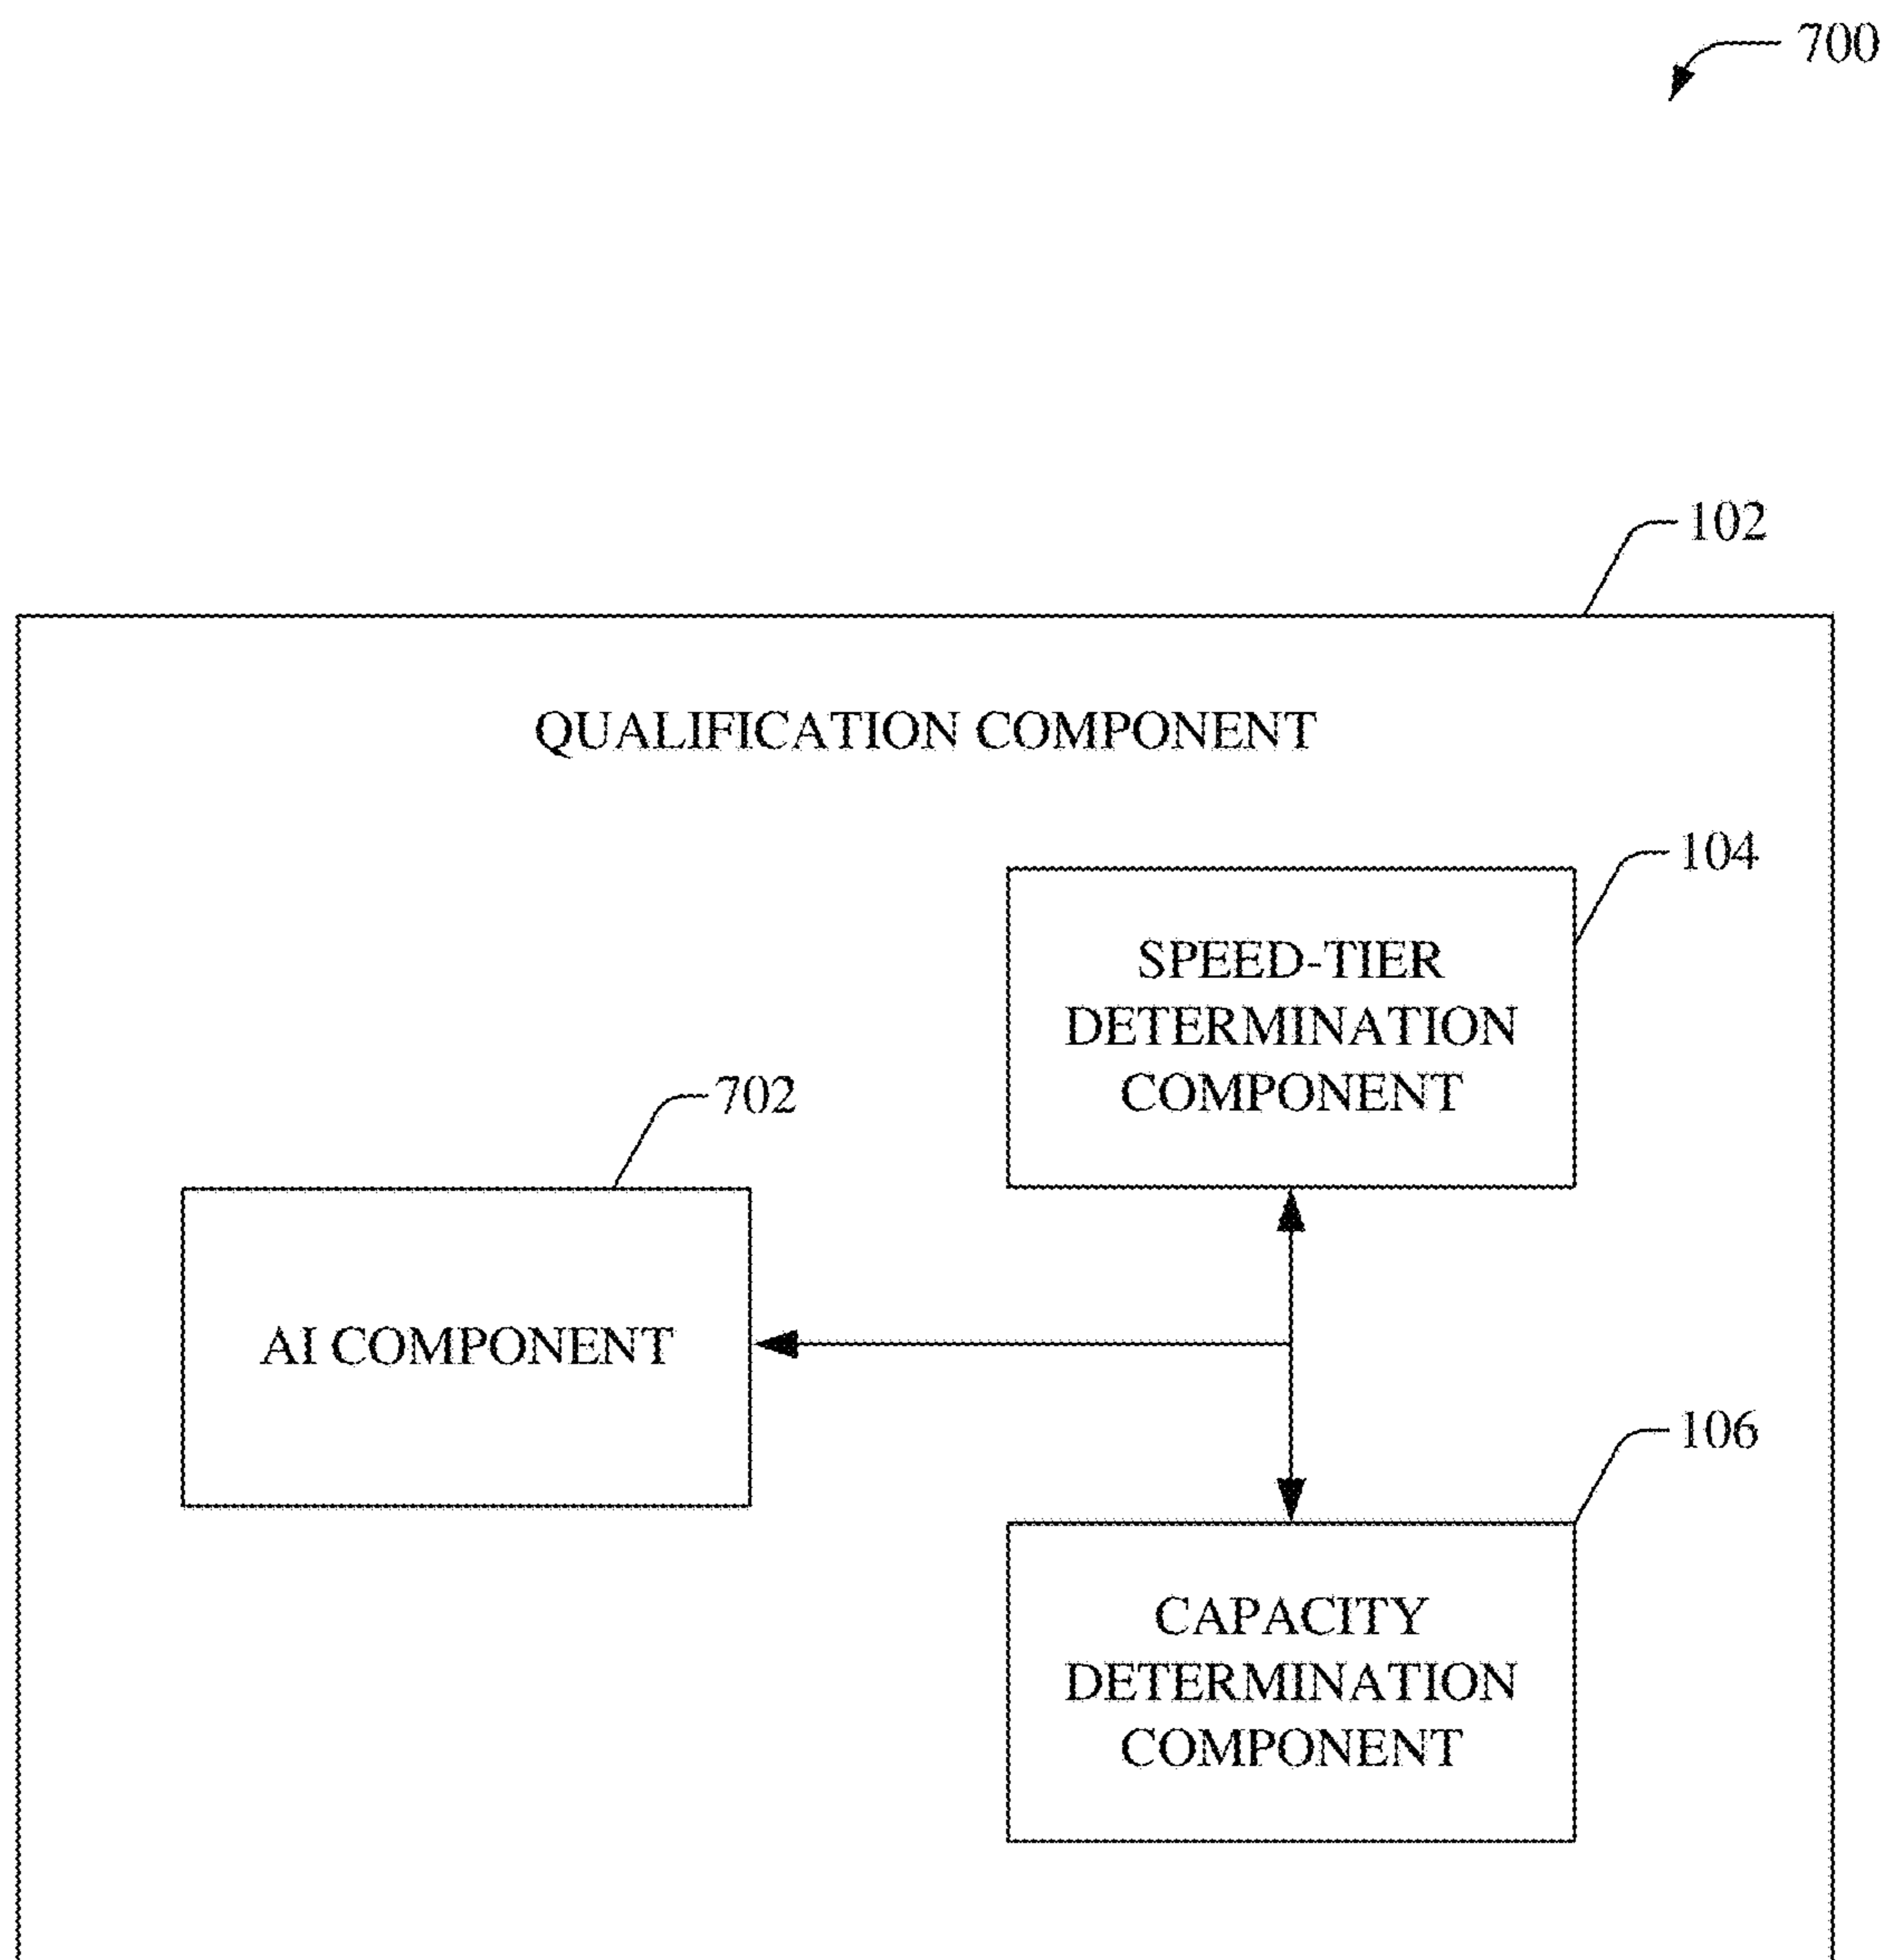 700
102
QUALIFICATION COMPONENT
104
SPEED-TIER
DETERMINATION
COMPONENT
702
AI COMPONENT
106
CAPACITY
DETERMINATION
COMPONENT